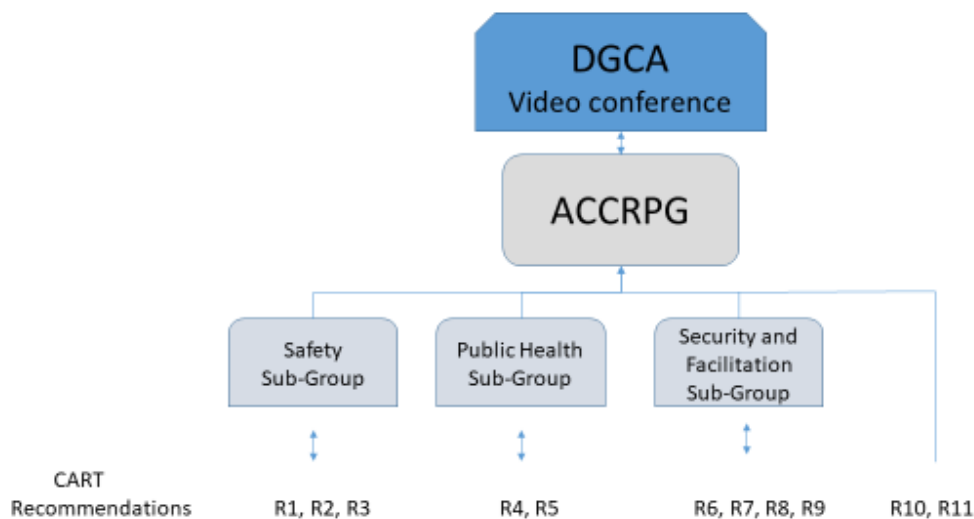 DGCA
Video conference
ACCRPG
Safety
Sub-Group
Public Health
Sub-Group
Security and
Facilitation
Sub-Group
CART
Recommendations
R1, R2, R3
R4, R5
R6, R7, R8, R9
R10, R11